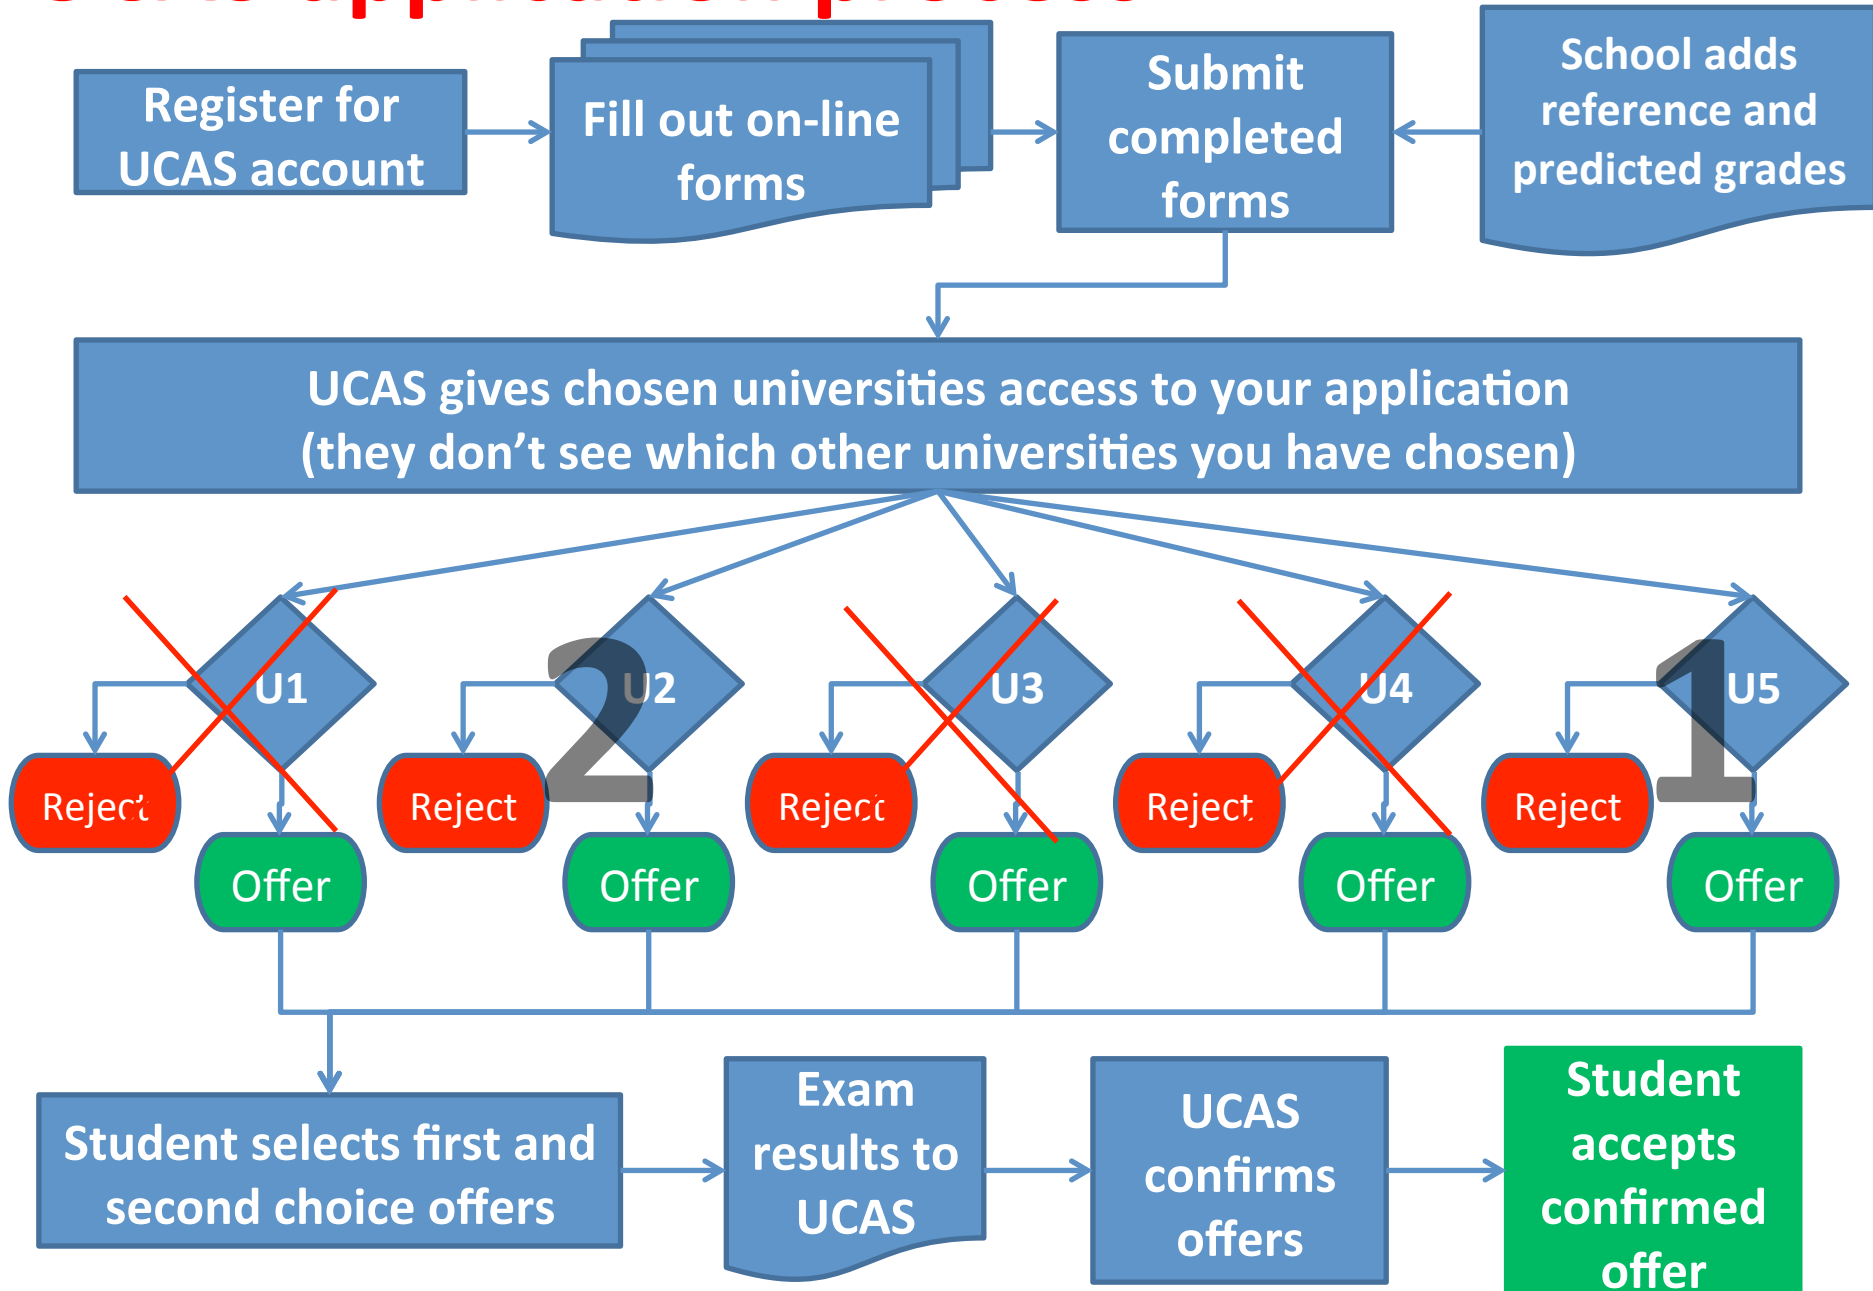 application process
Register for
UCAS account
Fill out on-line
forms
Submit
completed
forms
School adds
reference and
predicted grades
UCAS gives chosen universities access to your application
(they don't see which other universities you have chosen)
U1
2
U2
U3
U4
1
U5
Reject
Reject
Reject
Reject
Reject
Offer
Offer
Offer
Offer
Offer
Student selects first and
second choice offers
Exam
results to
UCAS
UCAS
confirms
offers
Student
accepts
confirmed
offer